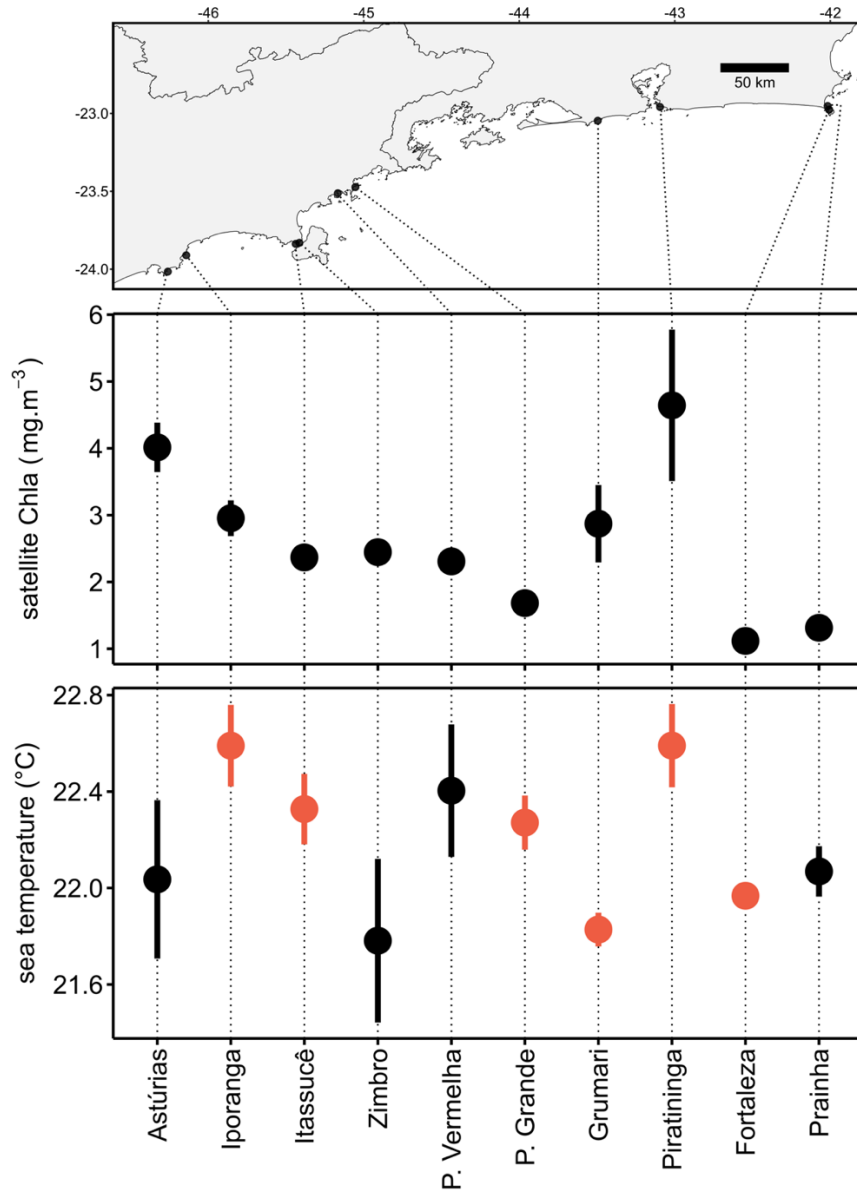 -46 -45 -44 -43 -42
50 km
-23.0
-23.5
-24.0
satellite Chla (mg.m⁻³)
6
5
4
3
2
1
sea temperature (°C)
22.8
22.4
22.0
21.6
Astúrias
Iporanga
Itassucê
Zimbro
P. Vermelha
P. Grande
Grumari
Piratininga
Fortaleza
Prainha